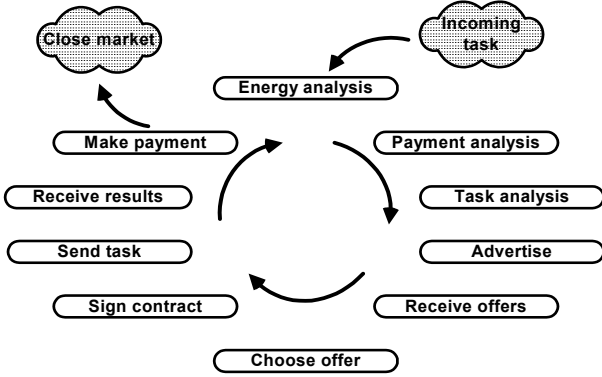 Close market
Incoming
task
Energy analysis
Make payment
Payment analysis
Receive results
Task analysis
Send task
Advertise
Sign contract
Receive offers
Choose offer